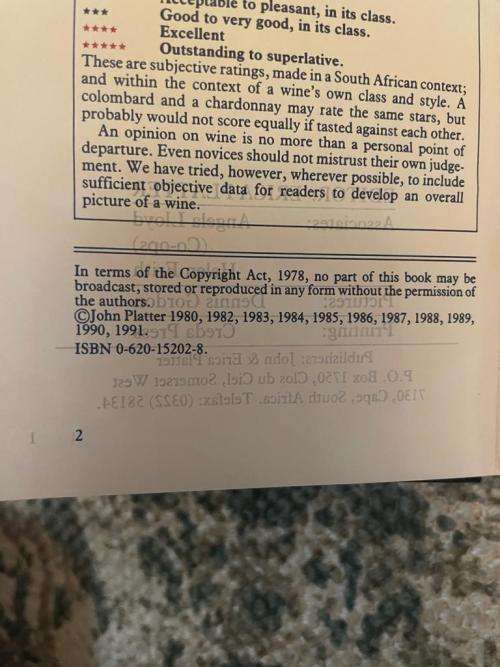 Acceptable to pleasant, in its class.
★★★ Good to very good, in its class.
★★★★ Excellent
★★★★★ Outstanding to superlative.
These are subjective ratings, made in a South African context;
and within the context of a wine's own class and style. A
colombard and a chardonnay may rate the same stars, but
probably would not score equally if tasted against each other.
An opinion on wine is no more than a personal point of
departure. Even novices should not mistrust their own judge-
ment. We have tried, however, wherever possible, to include
sufficient objective data for readers to develop an overall
picture of a wine.
In terms of the Copyright Act, 1978, no part of this book may be
broadcast, stored or reproduced in any form without the permission of
the authors.
©John Platter 1980, 1982, 1983, 1984, 1985, 1986, 1987, 1988, 1989,
1990, 1991.
ISBN 0-620-15202-8.
2